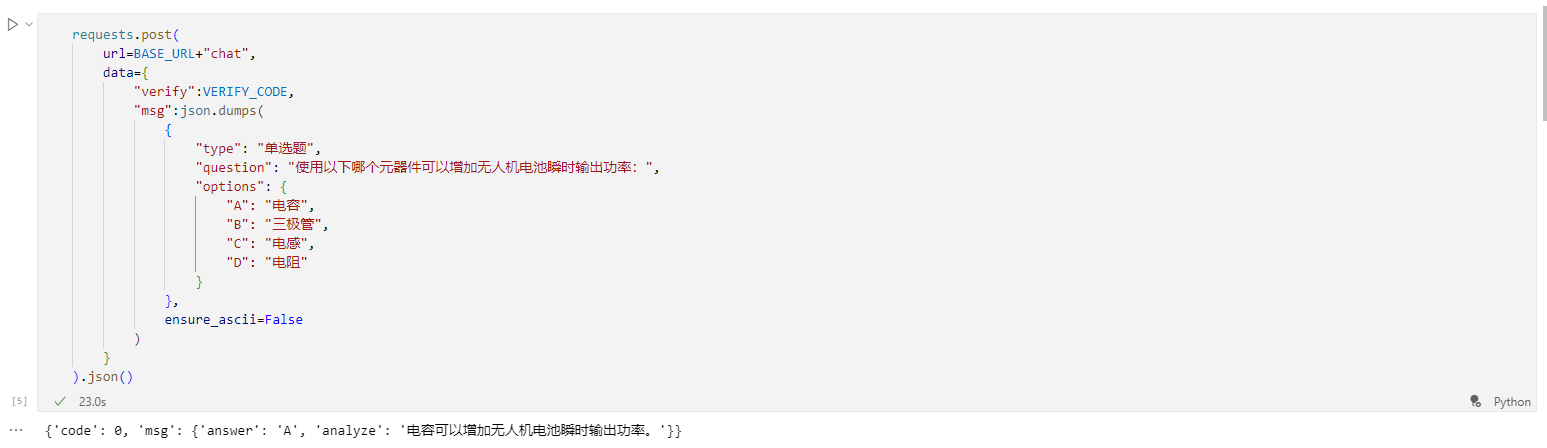 requests.post(
url=BASE_URL+"chat",
data={
"verify":VERIFY_CODE,
"msg":json.dumps(
{
"type": "单选题",
"question": "使用以下哪个元器件可以增加无人机电池瞬时输出功率: ",
"options": {
"A": "电容",
"B": "三极管",
"C": "电感",
"D": "电阻"
}
},
ensure_ascii=False
)
}
).json()
[5] 23.0s Python
{'code': 0, 'msg': {'answer': 'A', 'analyze': '电容可以增加无人机电池瞬时输出功率。'}}